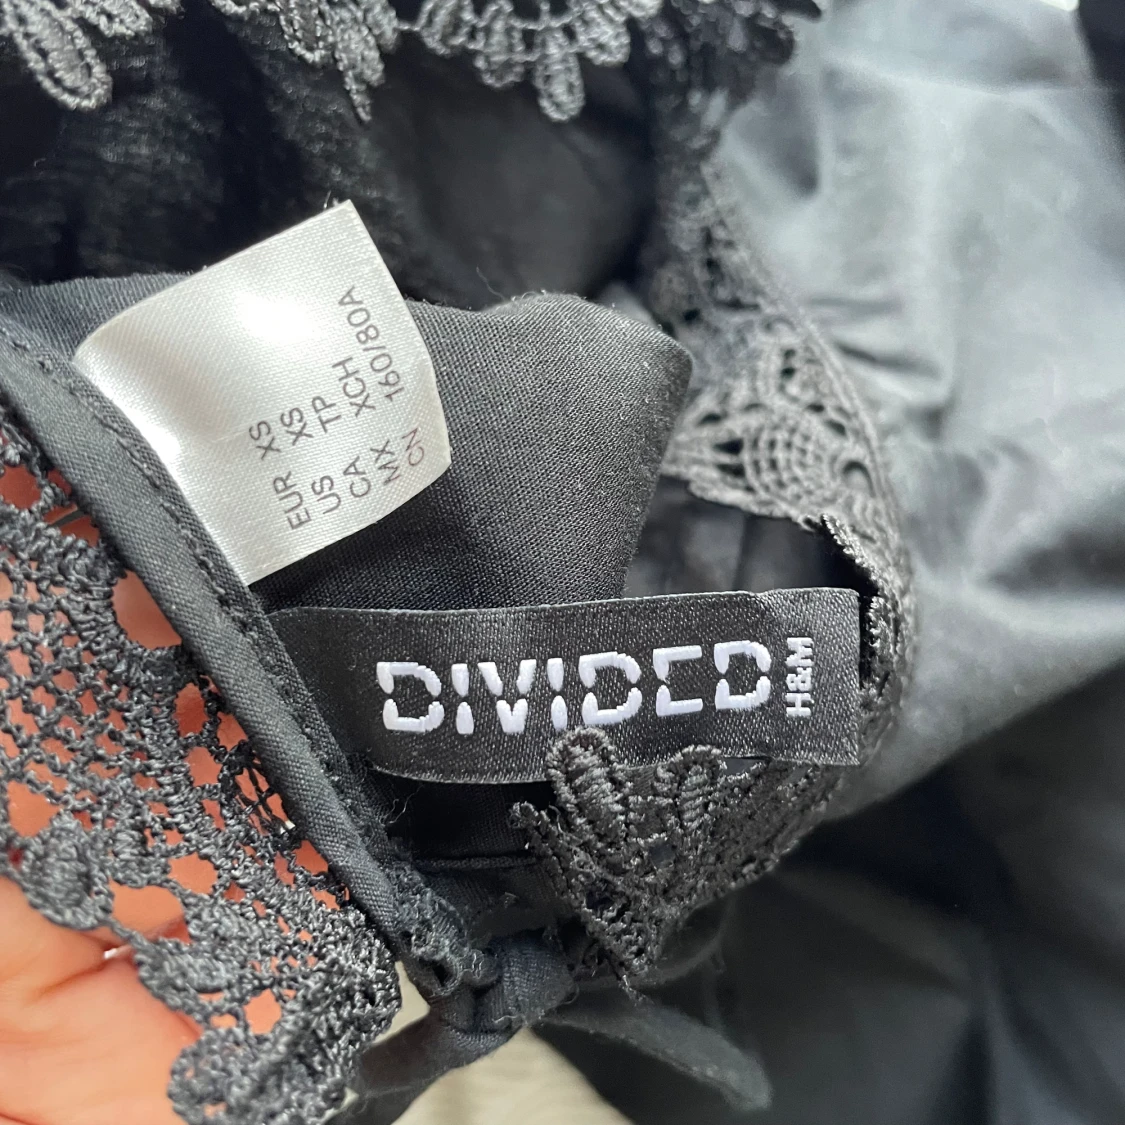 EUR XS
US XS
CA TP
MX XCH
CN 160/80A
DIVIDED
H&M